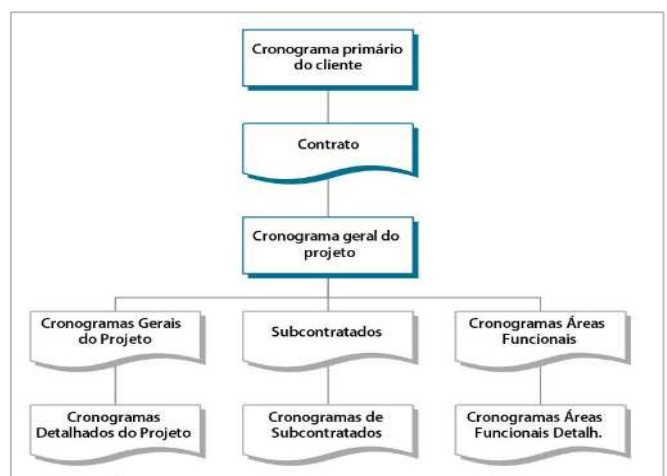 Cronograma primário
do cliente
Contrato
Cronograma geral do
projeto
Cronogramas Gerais
do Projeto
Subcontratados
Cronogramas Áreas
Funcionais
Cronogramas
Detalhados do Projeto
Cronogramas de
Subcontratados
Cronogramas Áreas
Funcionais Detalh.